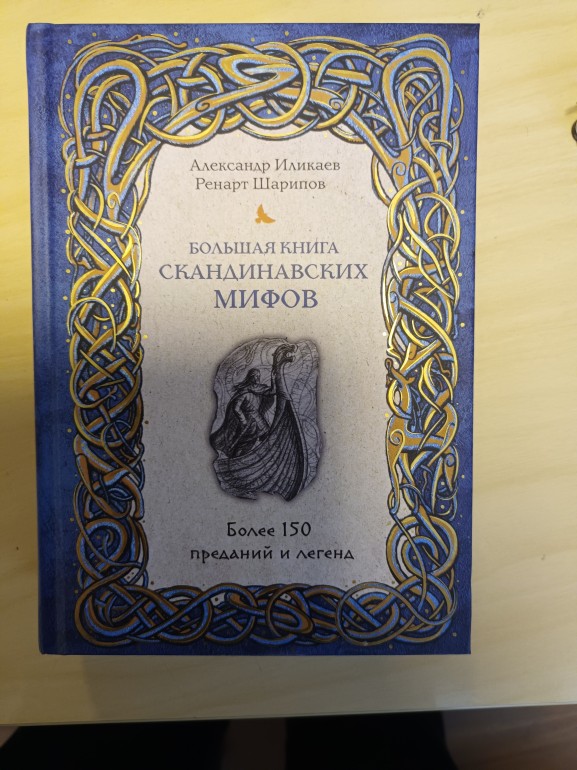 Александр Иликаев
Ренарт Шарипов
БОЛЬШАЯ КНИГА
СКАНДИНАВСКИХ
МИФОВ
Более 150
преданий и легенд